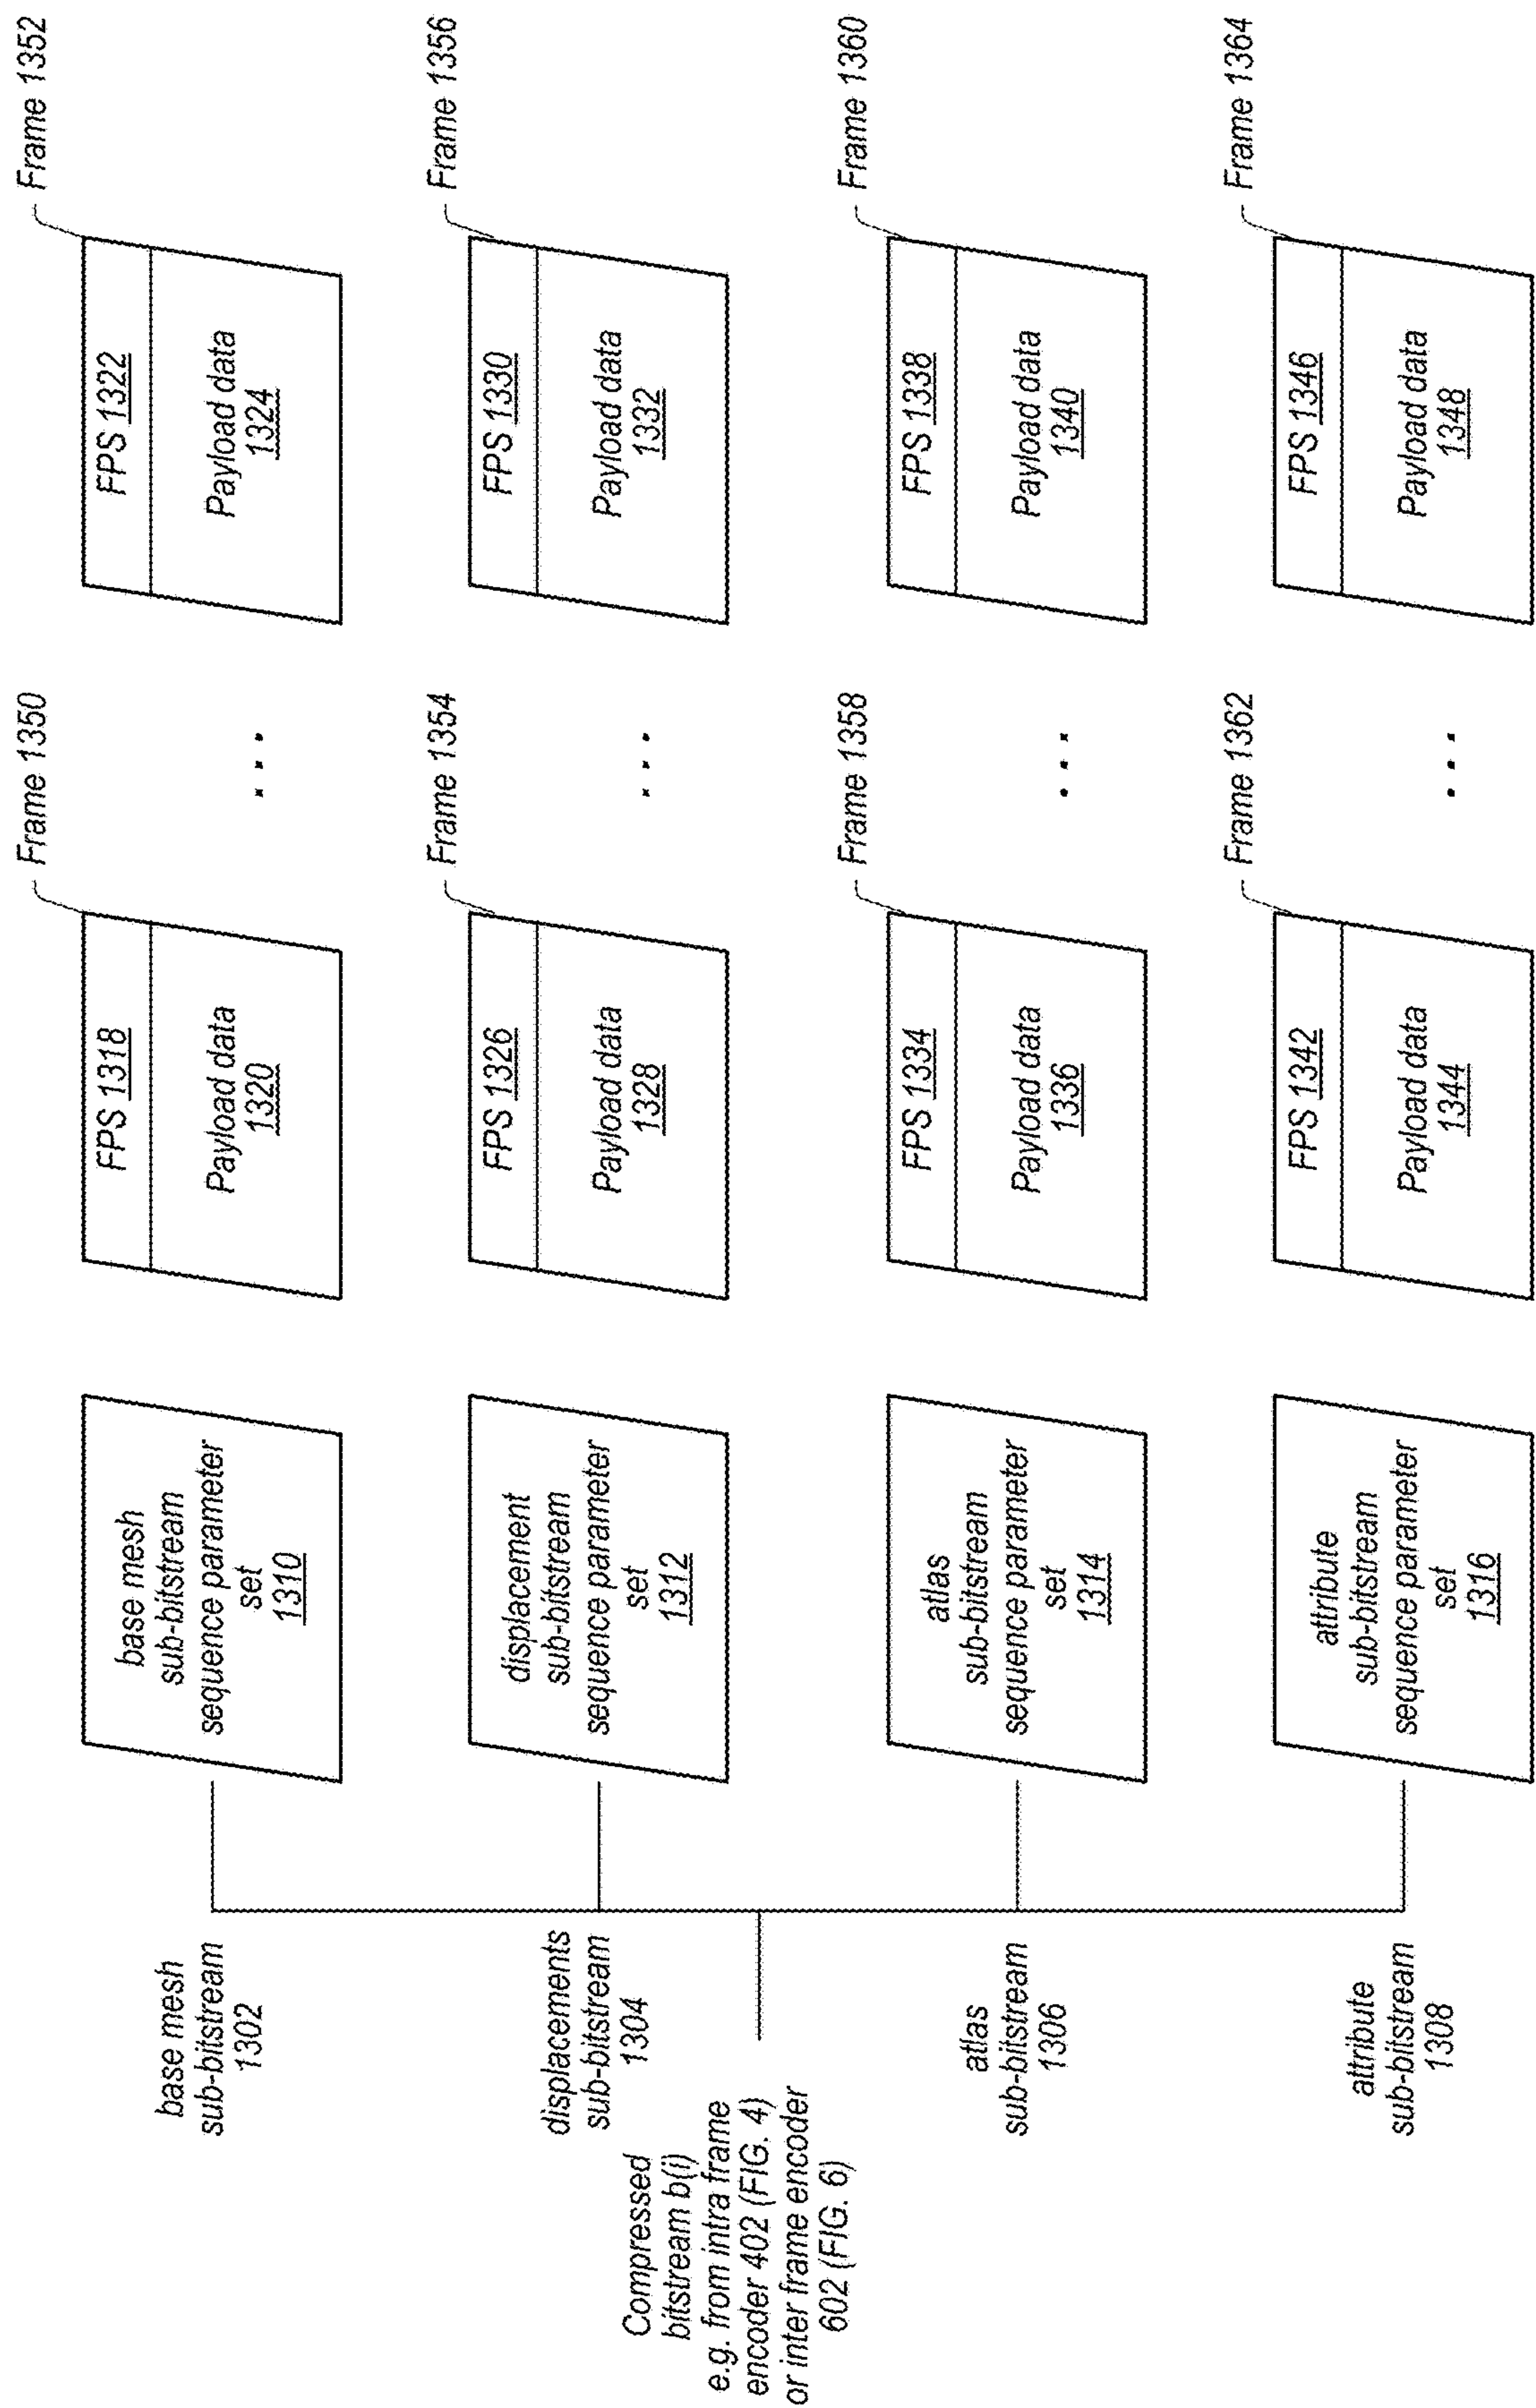 Compressed
bitstream b(i)
e.g. from intra frame
encoder 402 (FIG. 4)
or inter frame encoder
602 (FIG. 6)
base mesh
sub-bitstream
1302
base mesh
sub-bitstream
sequence parameter
set
1310
Frame 1350
FPS 1318
Payload data
1320
...
Frame 1352
FPS 1322
Payload data
1324
displacements
sub-bitstream
1304
displacement
sub-bitstream
sequence parameter
set
1312
Frame 1354
FPS 1326
Payload data
1328
...
Frame 1356
FPS 1330
Payload data
1332
atlas
sub-bitstream
1306
atlas
sub-bitstream
sequence parameter
set
1314
Frame 1358
FPS 1334
Payload data
1336
...
Frame 1360
FPS 1338
Payload data
1340
attribute
sub-bitstream
1308
attribute
sub-bitstream
sequence parameter
set
1316
Frame 1362
FPS 1342
Payload data
1344
...
Frame 1364
FPS 1346
Payload data
1348